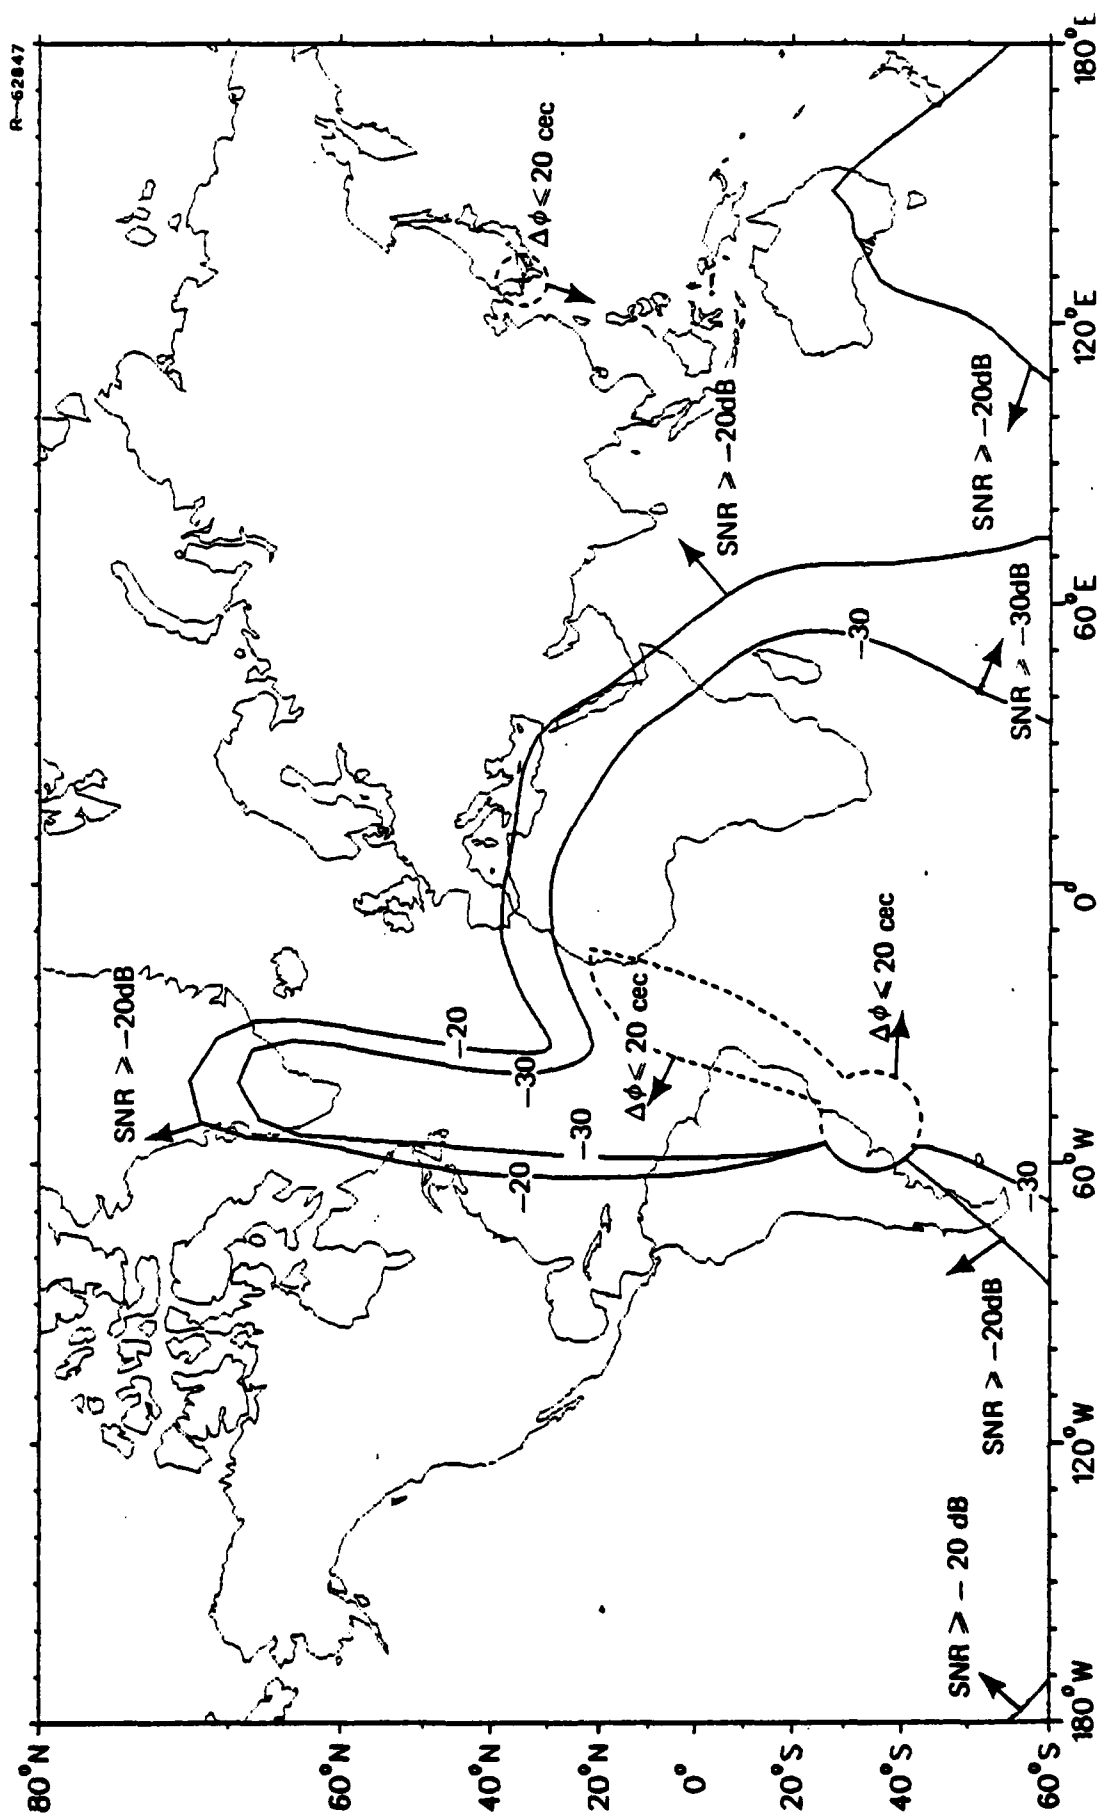 R-62847
80°N
60°N
40°N
20°N
0°
20°S
40°S
60°S
180°W
120°W
60°W
0°
60°E
120°E
180°E
SNR ≥ -20dB
-20
-30
-30
-20
Δϕ ≤ 20 cec
Δϕ ≤ 20 cec
Δϕ ≤ 20 cec
SNR ≥ -20dB
SNR ≥ -20dB
-30
SNR ≥ -30dB
-30
SNR ≥ -20dB
SNR ≥ -20 dB